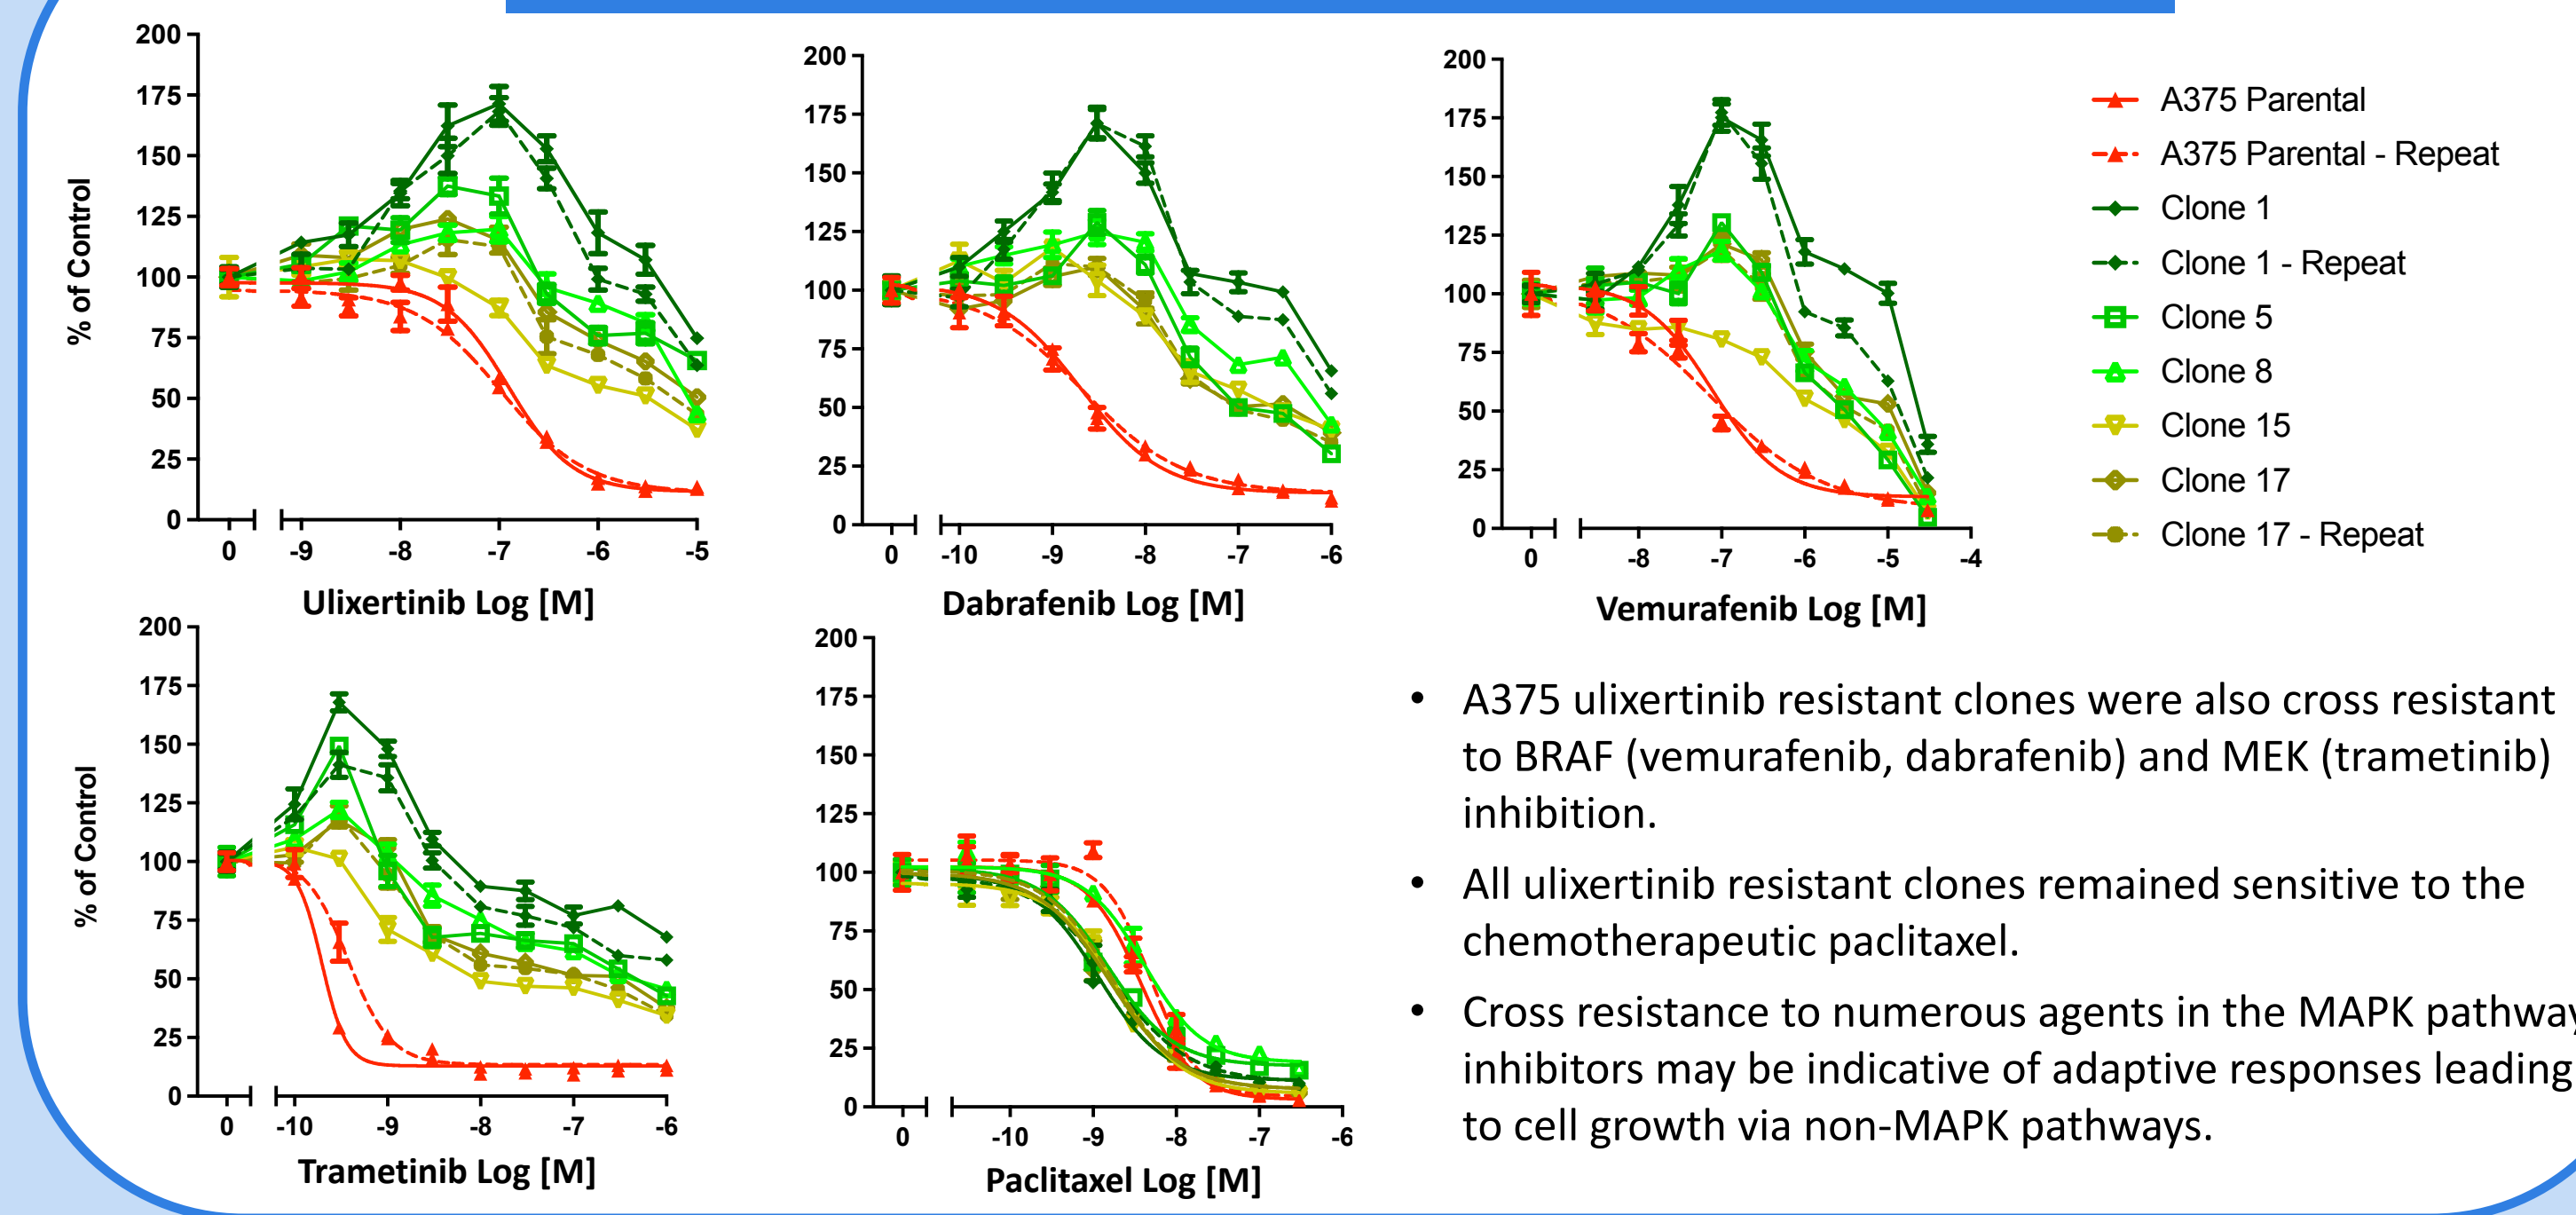 200
175
150
125
100
75
50
25
0
% of Control
0 -9 -8 -7 -6 -5
Ulixertinib Log [M]
200
175
150
125
100
75
50
25
0
0 -10 -9 -8 -7 -6
Dabrafenib Log [M]
200
175
150
125
100
75
50
25
0
0 -8 -7 -6 -5 -4
Vemurafenib Log [M]
A375 Parental
A375 Parental - Repeat
Clone 1
Clone 1 - Repeat
Clone 5
Clone 8
Clone 15
Clone 17
Clone 17 - Repeat
200
175
150
125
100
75
50
25
0
% of Control
0 -10 -9 -8 -7 -6
Trametinib Log [M]
200
175
150
125
100
75
50
25
0
0 -10 -9 -8 -7 -6
Paclitaxel Log [M]
• A375 ulixertinib resistant clones were also cross resistant
to BRAF (vemurafenib, dabrafenib) and MEK (trametinib)
inhibition.
• All ulixertinib resistant clones remained sensitive to the
chemotherapeutic paclitaxel.
• Cross resistance to numerous agents in the MAPK pathway
inhibitors may be indicative of adaptive responses leading
to cell growth via non-MAPK pathways.